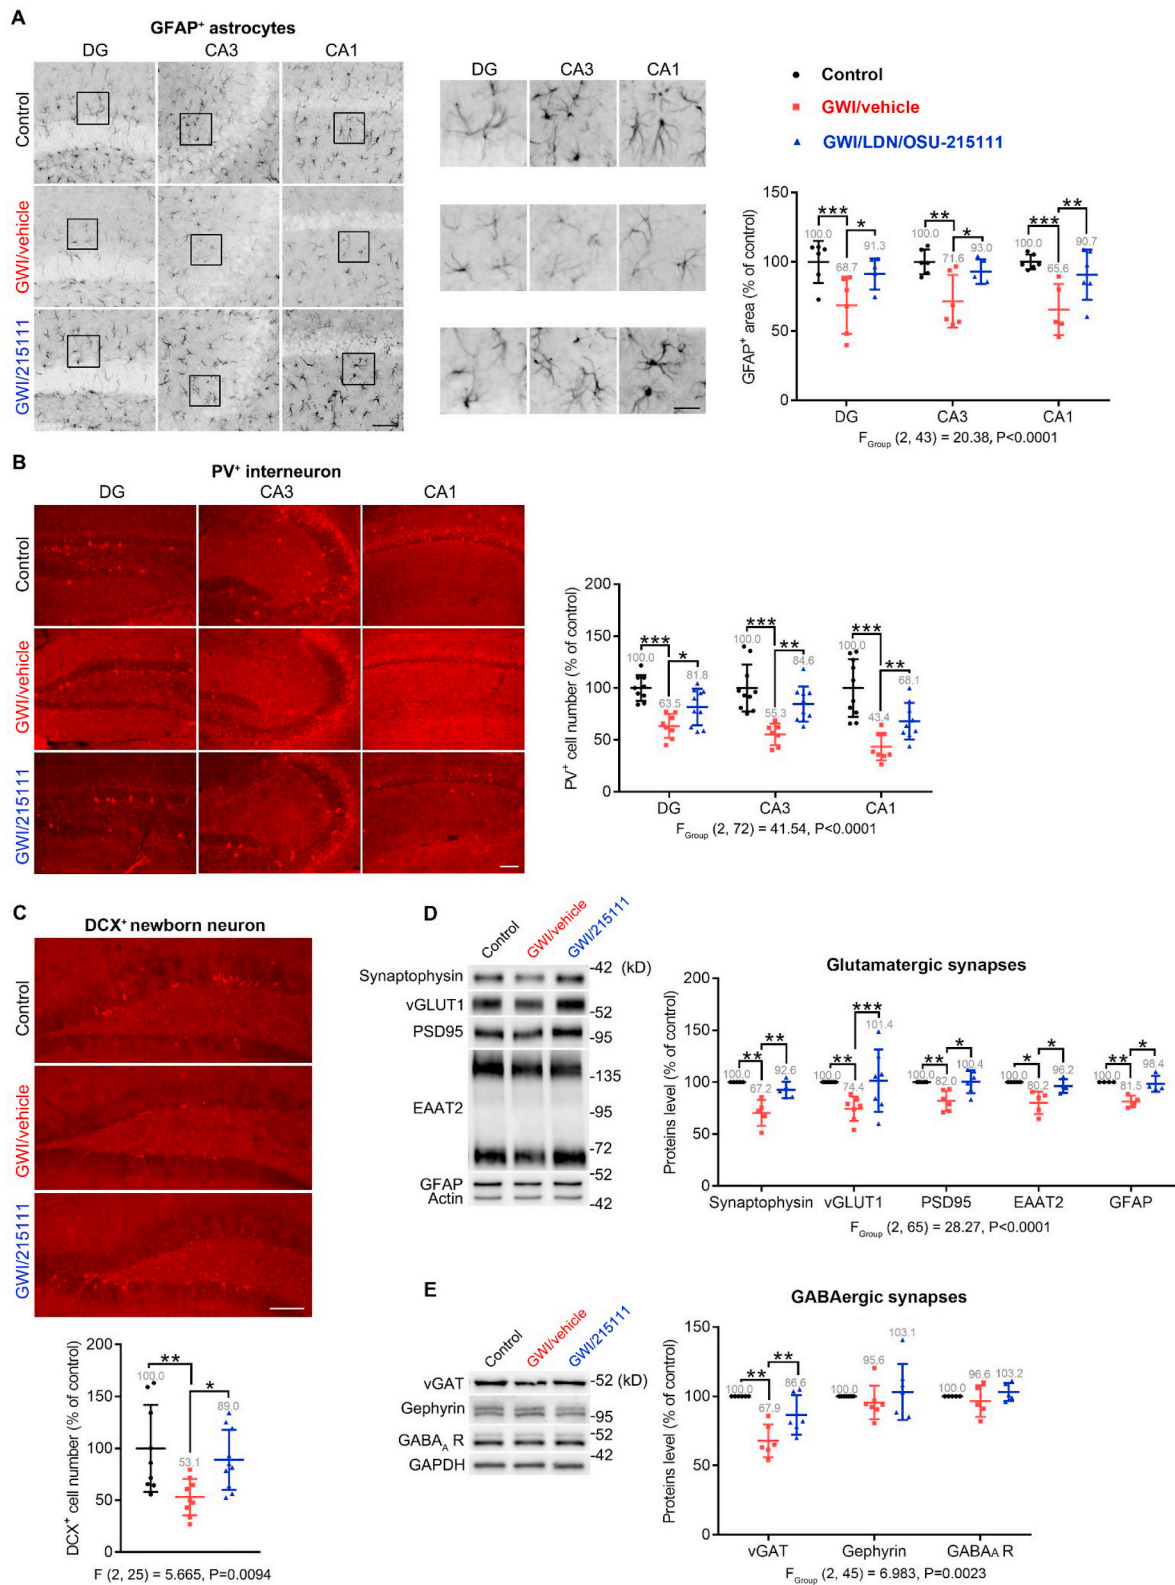 A
GFAP⁺ astrocytes
DG CA3 CA1
Control
GWI/vehicle
GWI/215111
DG CA3 CA1
Control
GWI/vehicle
GWI/LDN/OSU-215111
GFAP⁺ area (% of control)
150
100
50
0
*** * ** * *** **
100.0 68.7 91.3 100.0 71.6 93.0 100.0 65.6 90.7
DG CA3 CA1
F Group (2, 43) = 20.38, P<0.0001
B
PV⁺ interneuron
DG CA3 CA1
Control
GWI/vehicle
GWI/215111
PV⁺ cell number (% of control)
200
150
100
50
0
*** * *** ** *** **
100.0 63.5 81.8 100.0 55.3 84.6 100.0 43.4 68.1
DG CA3 CA1
F Group (2, 72) = 41.54, P<0.0001
C
DCX⁺ newborn neuron
Control
GWI/vehicle
GWI/215111
DCX⁺ cell number (% of control)
200
150
100
50
0
** *
100.0 53.1 89.0
F (2, 25) = 5.665, P=0.0094
D
Control GWI/vehicle GWI/215111
Synaptophysin
vGLUT1
PSD95
EAAT2
GFAP
Actin
-42 (kD)
-52
-95
-135
-95
-72
-52
-42
Glutamatergic synapses
Proteins level (% of control)
200
150
100
50
0
** ** ** *** ** * * * * *
100.0 67.2 92.6 100.0 74.4 101.4 100.0 82.0 100.4 100.0 80.2 96.2 100.0 81.5 98.4
Synaptophysin vGLUT1 PSD95 EAAT2 GFAP
F Group (2, 65) = 28.27, P<0.0001
E
Control GWI/vehicle GWI/215111
vGAT
Gephyrin
GABA A R
GAPDH
-52 (kD)
-95
-52
-42
GABAergic synapses
Proteins level (% of control)
150
100
50
0
** **
100.0 67.9 86.6 100.0 95.6 103.1 100.0 96.6 103.2
vGAT Gephyrin GABA A R
F Group (2, 45) = 6.983, P=0.0023